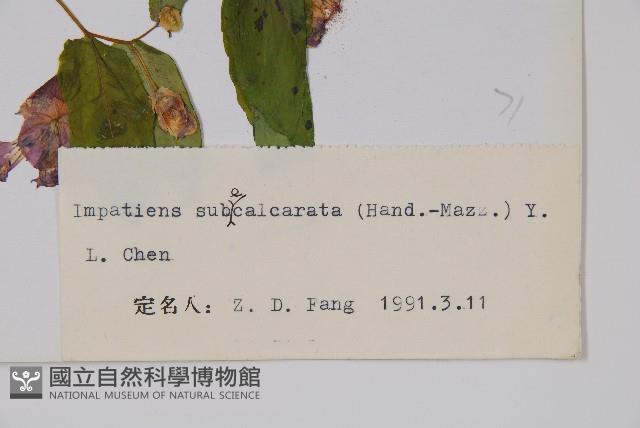 Impatiens subcalcarata (Hand.-Mazz.) Y.
L. Chen
定名人: Z. D. Fang 1991.3.11
國立自然科學博物館
NATIONAL MUSEUM OF NATURAL SCIENCE